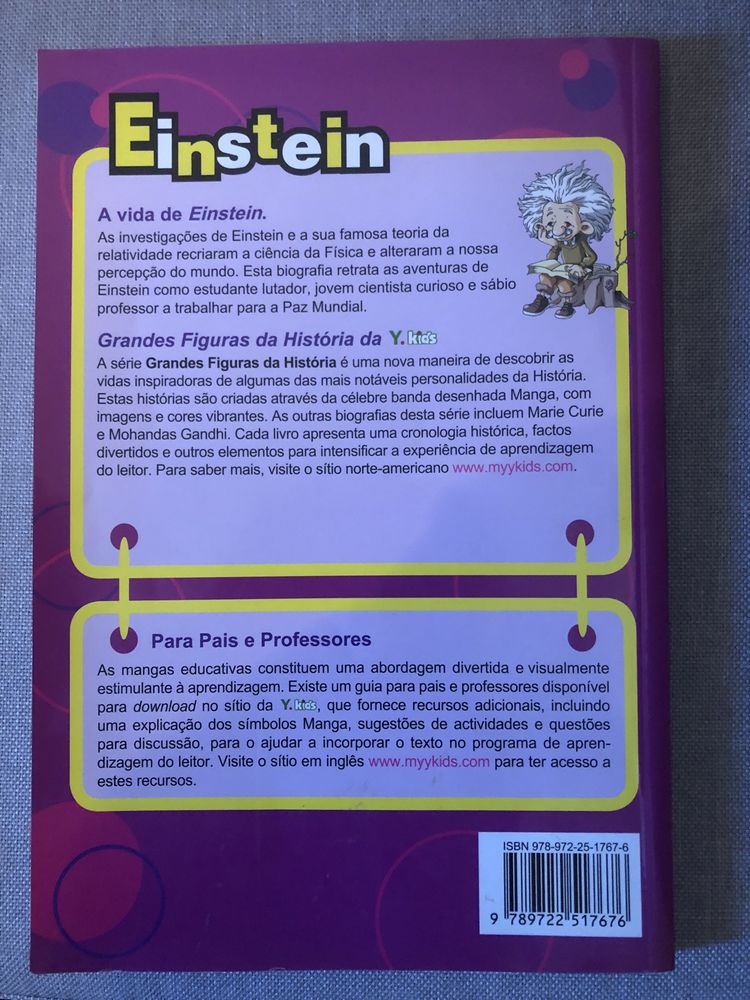 Einstein
A vida de Einstein.
As investigações de Einstein e a sua famosa teoria da
relatividade recriaram a ciência da Física e alteraram a nossa
percepção do mundo. Esta biografia retrata as aventuras de
Einstein como estudante lutador, jovem cientista curioso e sábio
professor a trabalhar para a Paz Mundial.
Grandes Figuras da História da Y.kids
A série Grandes Figuras da História é uma nova maneira de descobrir as
vidas inspiradoras de algumas das mais notáveis personalidades da História.
Estas histórias são criadas através da célebre banda desenhada Manga, com
imagens e cores vibrantes. As outras biografias desta série incluem Marie Curie
e Mohandas Gandhi. Cada livro apresenta uma cronologia histórica, factos
divertidos e outros elementos para intensificar a experiência de aprendizagem
do leitor. Para saber mais, visite o sítio norte-americano www.myykids.com.
Para Pais e Professores
As mangas educativas constituem uma abordagem divertida e visualmente
estimulante à aprendizagem. Existe um guia para pais e professores disponível
para download no sítio da Y.kids, que fornece recursos adicionais, incluindo
uma explicação dos símbolos Manga, sugestões de actividades e questões
para discussão, para o ajudar a incorporar o texto no programa de apren-
dizagem do leitor. Visite o sítio em inglês www.myykids.com para ter acesso a
estes recursos.
ISBN 978-972-25-1767-6
9 789722 517676